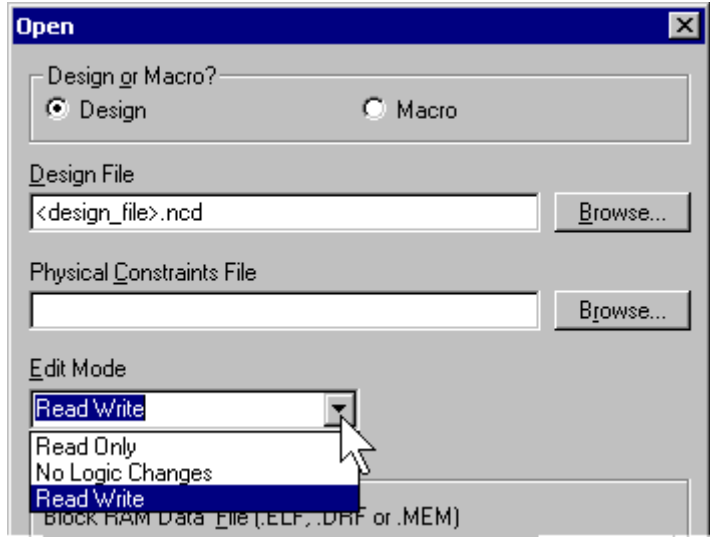 Open
Design or Macro?
Design Macro
Design File
<design_file>.ncd Browse...
Physical Constraints File
Browse...
Edit Mode
Read Write
Read Only
No Logic Changes
Read Write
Block RAM Data File (.ELF, .DRF or .MEM)